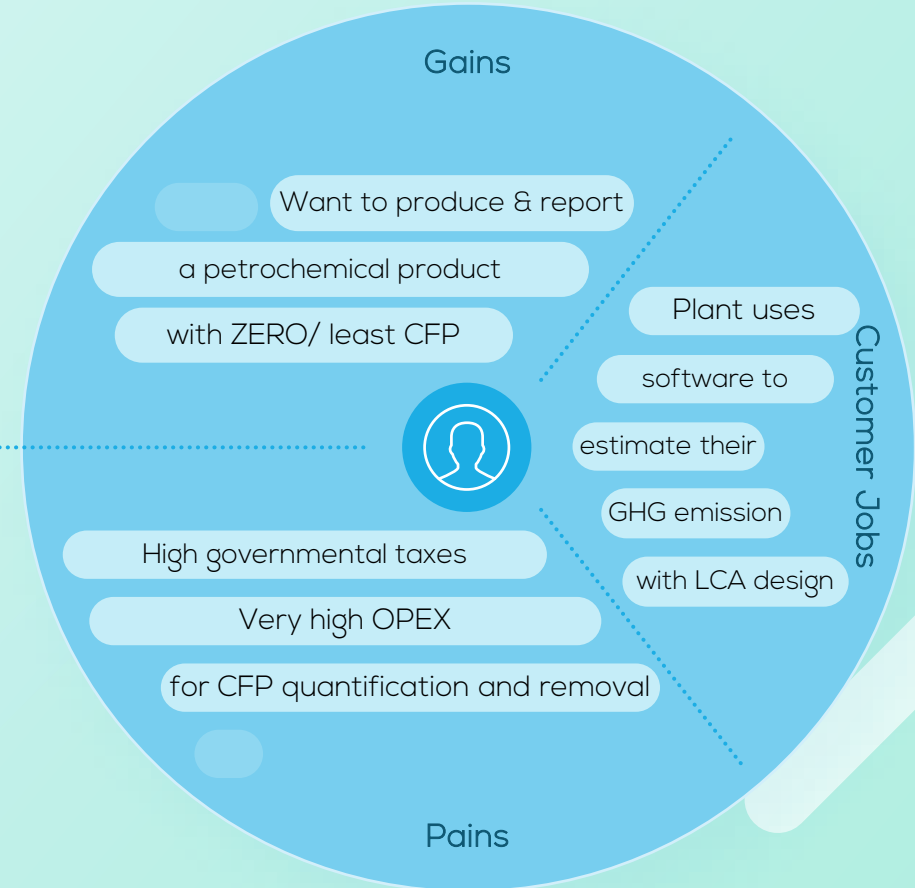 Gains
Want to produce & report
a petrochemical product
with ZERO/ least CFP
Customer Jobs
Plant uses
software to
estimate their
GHG emission
with LCA design
High governmental taxes
Very high OPEX
for CFP quantification and removal
Pains